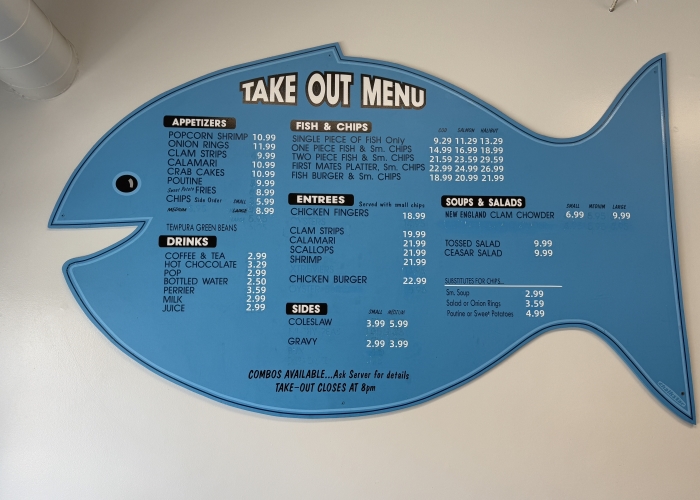 TAKE OUT MENU
APPETIZERS
POPCORN SHRIMP 10.99
ONION RINGS 11.99
CLAM STRIPS 9.99
CALAMARI 10.99
CRAB CAKES 10.99
POUTINE 9.99
Sweet Potato FRIES 8.99
CHIPS Side Order SMALL 5.99
MEDIUM LARGE 8.99
TEMPURA GREEN BEANS
DRINKS
COFFEE & TEA 2.99
HOT CHOCOLATE 3.29
POP 2.99
BOTTLED WATER 2.50
PERRIER 3.59
MILK 2.99
JUICE 2.99
FISH & CHIPS COD SALMON HALIBUT
SINGLE PIECE OF FISH Only 9.29 11.29 13.29
ONE PIECE FISH & Sm. CHIPS 14.99 16.99 18.99
TWO PIECE FISH & Sm. CHIPS 21.59 23.59 29.59
FIRST MATES PLATTER, Sm. CHIPS 22.99 24.99 26.99
FISH BURGER & Sm. CHIPS 18.99 20.99 21.99
ENTREES Served with small chips
CHICKEN FINGERS 18.99
CLAM STRIPS 19.99
CALAMARI 21.99
SCALLOPS 21.99
SHRIMP 21.99
CHICKEN BURGER 22.99
SIDES SMALL MEDIUM
COLESLAW 3.99 5.99
GRAVY 2.99 3.99
SOUPS & SALADS SMALL MEDIUM LARGE
NEW ENGLAND CLAM CHOWDER 6.99 9.99
TOSSED SALAD 9.99
CEASAR SALAD 9.99
SUBSTITUTES FOR CHIPS...
Sm. Soup 2.99
Salad or Onion Rings 3.59
Poutine or Sweet Potatoes 4.99
COMBOS AVAILABLE...Ask Server for details
TAKE-OUT CLOSES AT 8pm